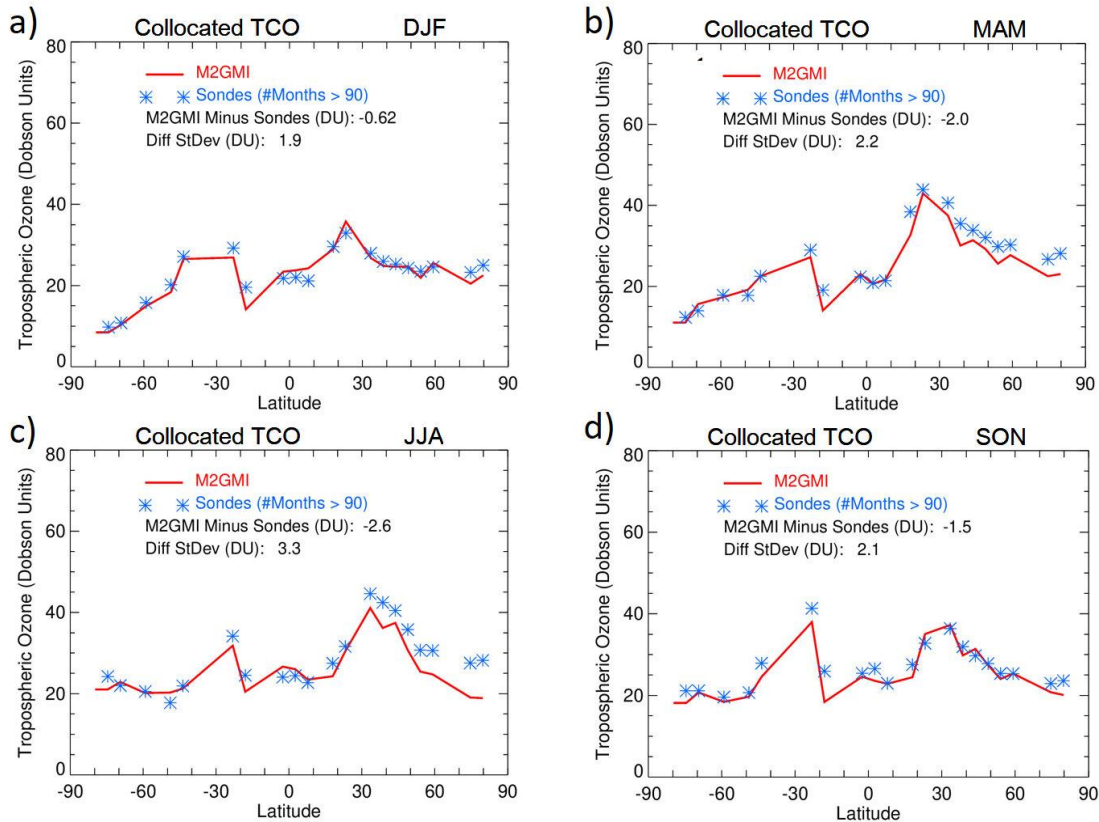 a) Collocated TCO DJF
M2GMI
Sondes (#Months > 90)
M2GMI Minus Sondes (DU): -0.62
Diff StDev (DU): 1.9
Tropospheric Ozone (Dobson Units)
80
60
40
20
0
-90 -60 -30 0 30 60 90
Latitude
b) Collocated TCO MAM
M2GMI
Sondes (#Months > 90)
M2GMI Minus Sondes (DU): -2.0
Diff StDev (DU): 2.2
Tropospheric Ozone (Dobson Units)
80
60
40
20
0
-90 -60 -30 0 30 60 90
Latitude
c) Collocated TCO JJA
M2GMI
Sondes (#Months > 90)
M2GMI Minus Sondes (DU): -2.6
Diff StDev (DU): 3.3
Tropospheric Ozone (Dobson Units)
80
60
40
20
0
-90 -60 -30 0 30 60 90
Latitude
d) Collocated TCO SON
M2GMI
Sondes (#Months > 90)
M2GMI Minus Sondes (DU): -1.5
Diff StDev (DU): 2.1
Tropospheric Ozone (Dobson Units)
80
60
40
20
0
-90 -60 -30 0 30 60 90
Latitude